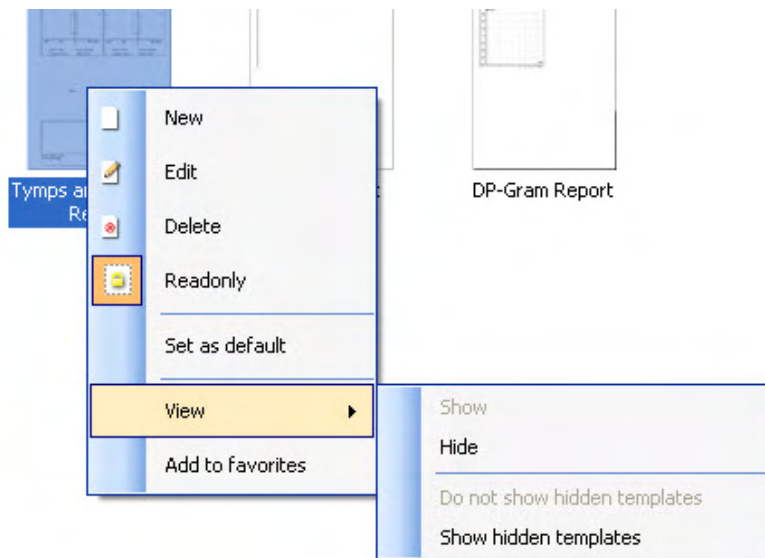 New
Edit
Tymps a
DP-Gram Report
Re
Delete
Readonly
Set as default
View
Show
Hide
Add to favorites
Do not show hidden templates
Show hidden templates